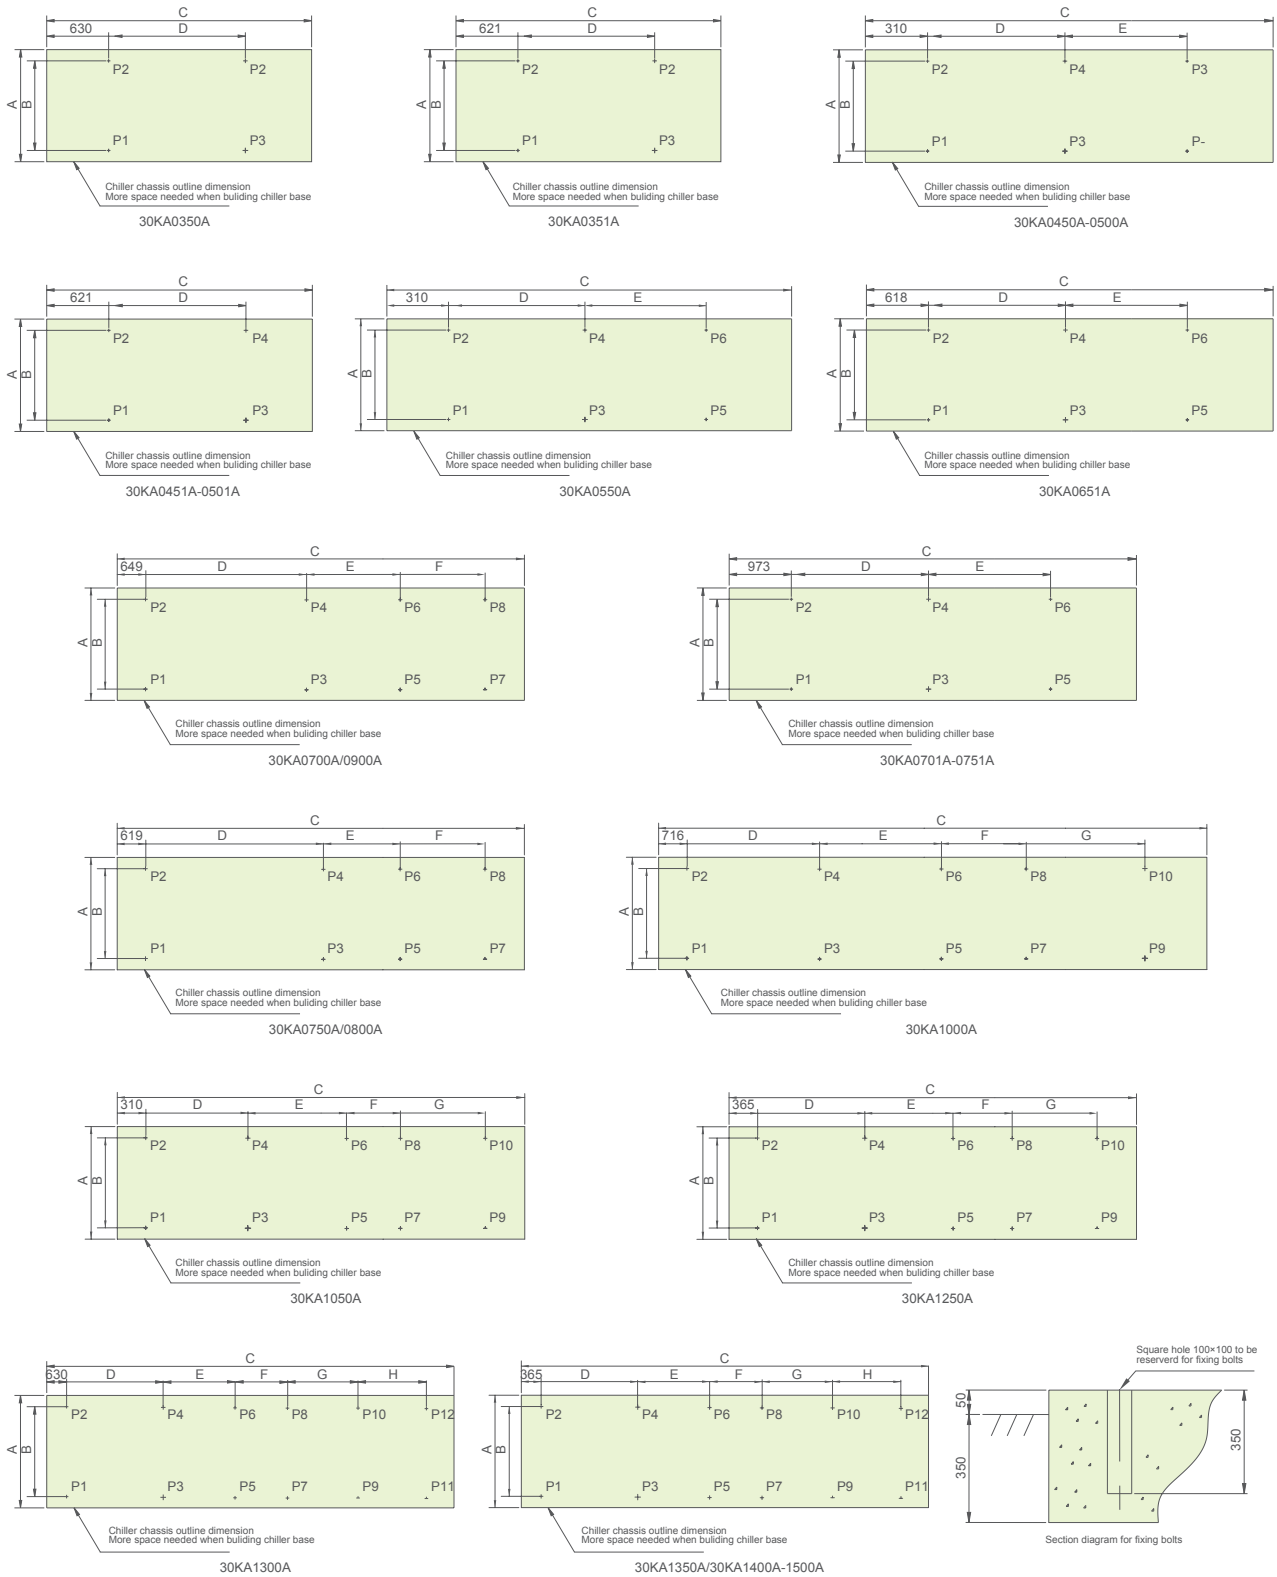 C
630 D
A B P2 P2
P1 P3
Chiller chassis outline dimension
More space needed when buliding chiller base
30KA0350A
C
621 D
A B P2 P2
P1 P3
Chiller chassis outline dimension
More space needed when buliding chiller base
30KA0351A
C
310 D E
A B P2 P4 P3
P1 P3 P-
Chiller chassis outline dimension
More space needed when buliding chiller base
30KA0450A-0500A
C
621 D
A B P2 P4
P1 P3
Chiller chassis outline dimension
More space needed when buliding chiller base
30KA0451A-0501A
C
310 D E
A B P2 P4 P6
P1 P3 P5
Chiller chassis outline dimension
More space needed when buliding chiller base
30KA0550A
C
618 D E
A B P2 P4 P6
P1 P3 P5
Chiller chassis outline dimension
More space needed when buliding chiller base
30KA0651A
C
649 D E F
A B P2 P4 P6 P8
P1 P3 P5 P7
Chiller chassis outline dimension
More space needed when buliding chiller base
30KA0700A/0900A
C
973 D E
A B P2 P4 P6
P1 P3 P5
Chiller chassis outline dimension
More space needed when buliding chiller base
30KA0701A-0751A
C
619 D E F
A B P2 P4 P6 P8
P1 P3 P5 P7
Chiller chassis outline dimension
More space needed when buliding chiller base
30KA0750A/0800A
C
716 D E F G
A B P2 P4 P6 P8 P10
P1 P3 P5 P7 P9
Chiller chassis outline dimension
More space needed when buliding chiller base
30KA1000A
C
310 D E F G
A B P2 P4 P6 P8 P10
P1 P3 P5 P7 P9
Chiller chassis outline dimension
More space needed when buliding chiller base
30KA1050A
C
365 D E F G
A B P2 P4 P6 P8 P10
P1 P3 P5 P7 P9
Chiller chassis outline dimension
More space needed when buliding chiller base
30KA1250A
C
630 D E F G H
A B P2 P4 P6 P8 P10 P12
P1 P3 P5 P7 P9 P11
Chiller chassis outline dimension
More space needed when buliding chiller base
30KA1300A
C
365 D E F G H
A B P2 P4 P6 P8 P10 P12
P1 P3 P5 P7 P9 P11
Chiller chassis outline dimension
More space needed when buliding chiller base
30KA1350A/30KA1400A-1500A
Square hole 100×100 to be
reserverd for fixing bolts
50
350
350
Section diagram for fixing bolts